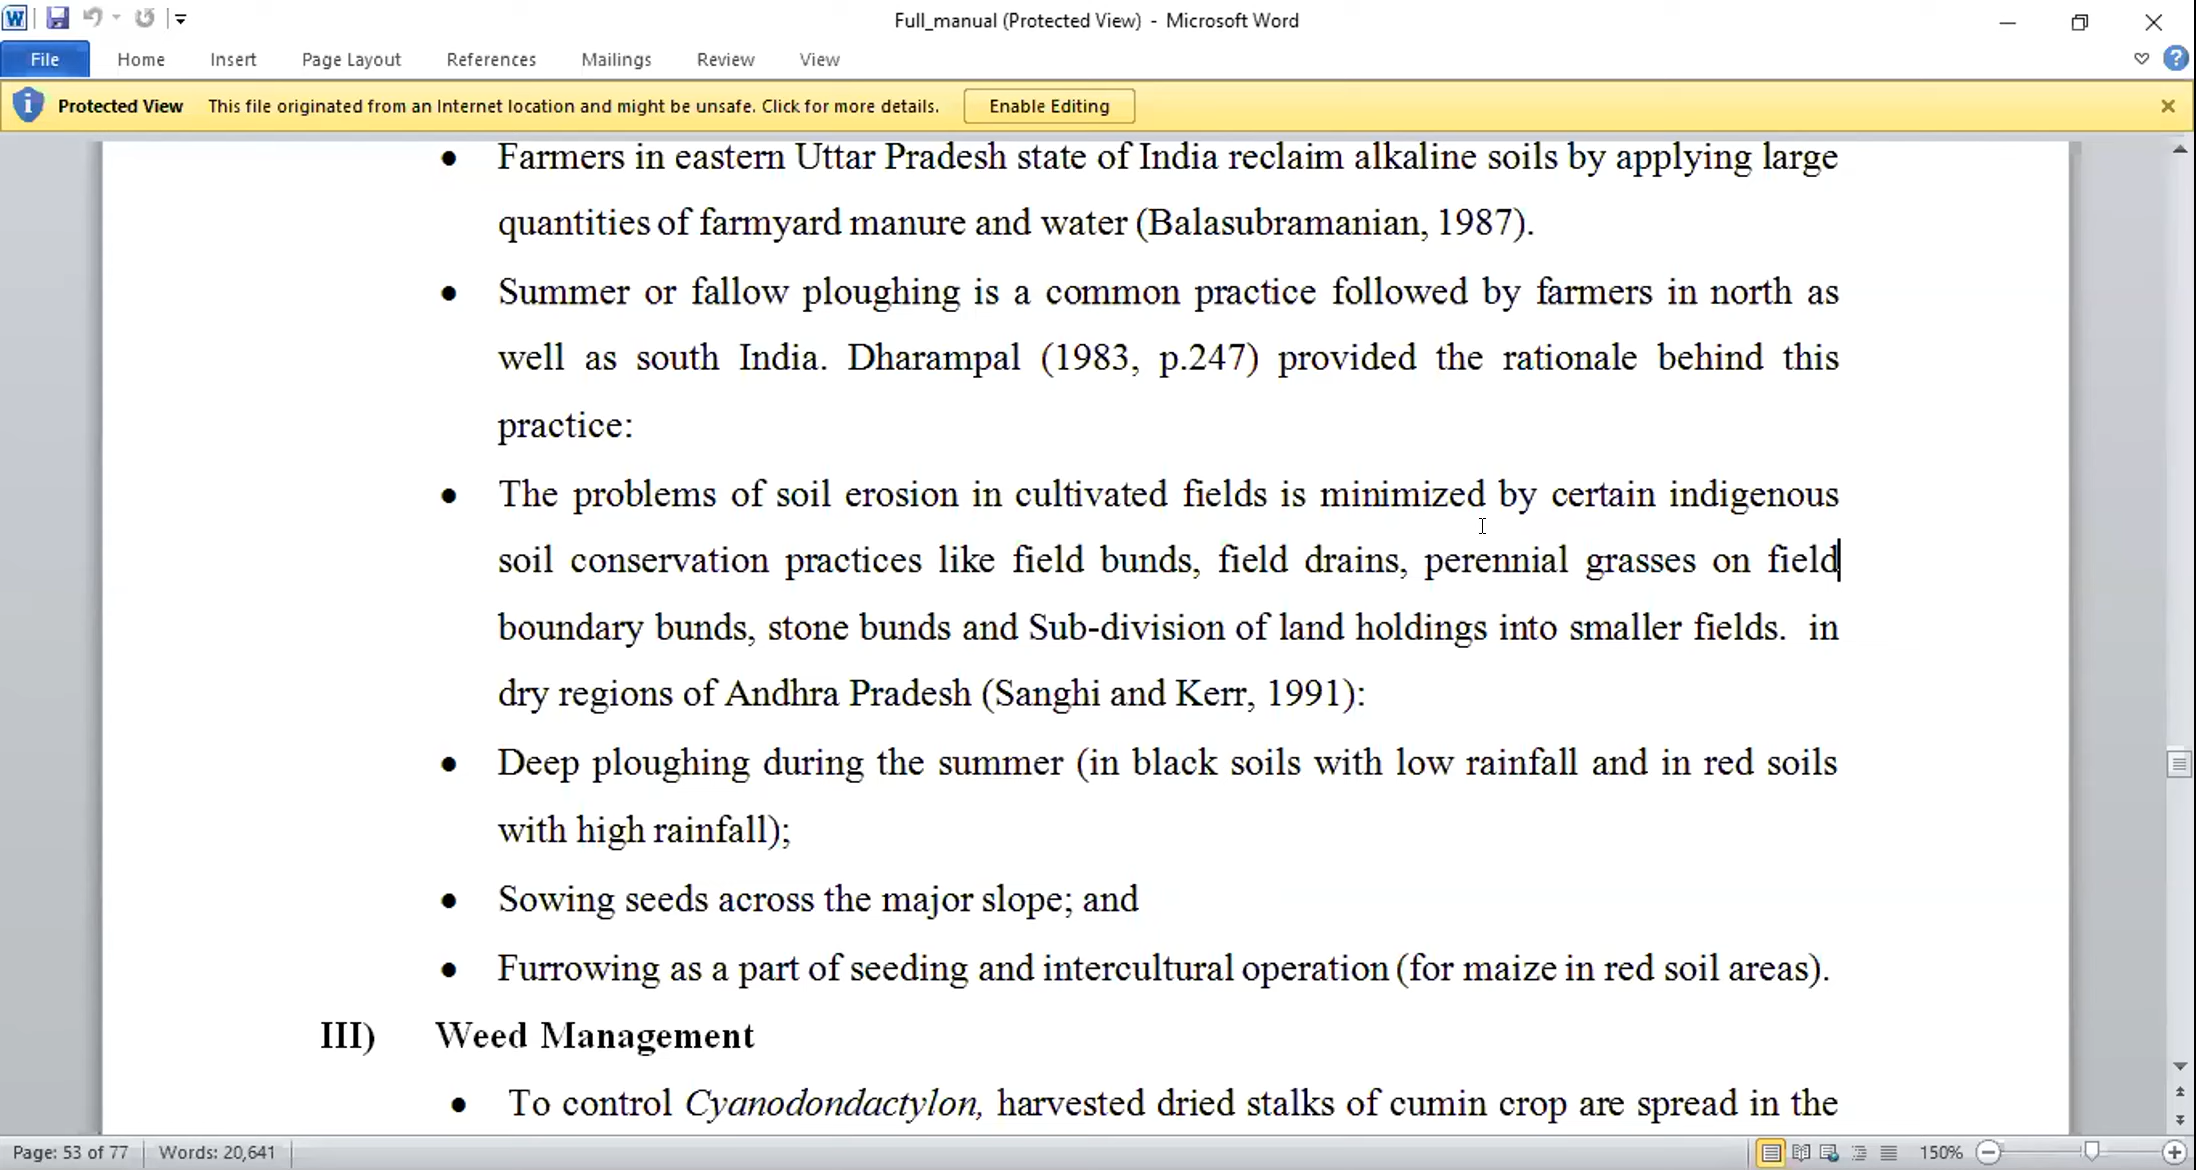 Full_manual (Protected View) - Microsoft Word
File Home Insert Page Layout References Mailings Review View
Protected View This file originated from an Internet location and might be unsafe. Click for more details. Enable Editing
• Farmers in eastern Uttar Pradesh state of India reclaim alkaline soils by applying large
quantities of farmyard manure and water (Balasubramanian, 1987).
• Summer or fallow ploughing is a common practice followed by farmers in north as
well as south India. Dharampal (1983, p.247) provided the rationale behind this
practice:
• The problems of soil erosion in cultivated fields is minimized by certain indigenous
soil conservation practices like field bunds, field drains, perennial grasses on field
boundary bunds, stone bunds and Sub-division of land holdings into smaller fields. in
dry regions of Andhra Pradesh (Sanghi and Kerr, 1991):
• Deep ploughing during the summer (in black soils with low rainfall and in red soils
with high rainfall);
• Sowing seeds across the major slope; and
• Furrowing as a part of seeding and intercultural operation (for maize in red soil areas).
III) Weed Management
• To control Cyanodondactylon, harvested dried stalks of cumin crop are spread in the
Page: 53 of 77 Words: 20,641 150%